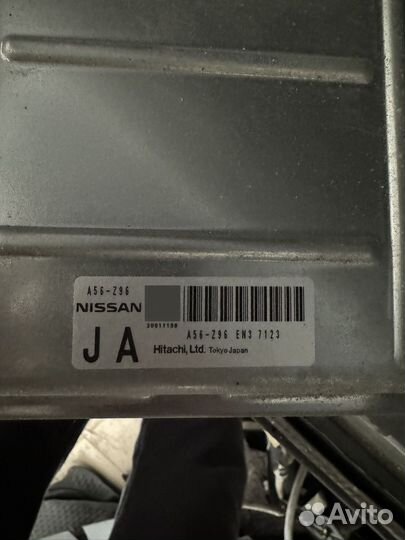 A56-Z96
NISSAN
A56-Z96 EN3 7123
JA
Hitachi, Ltd. Tokyo Japan
Avito